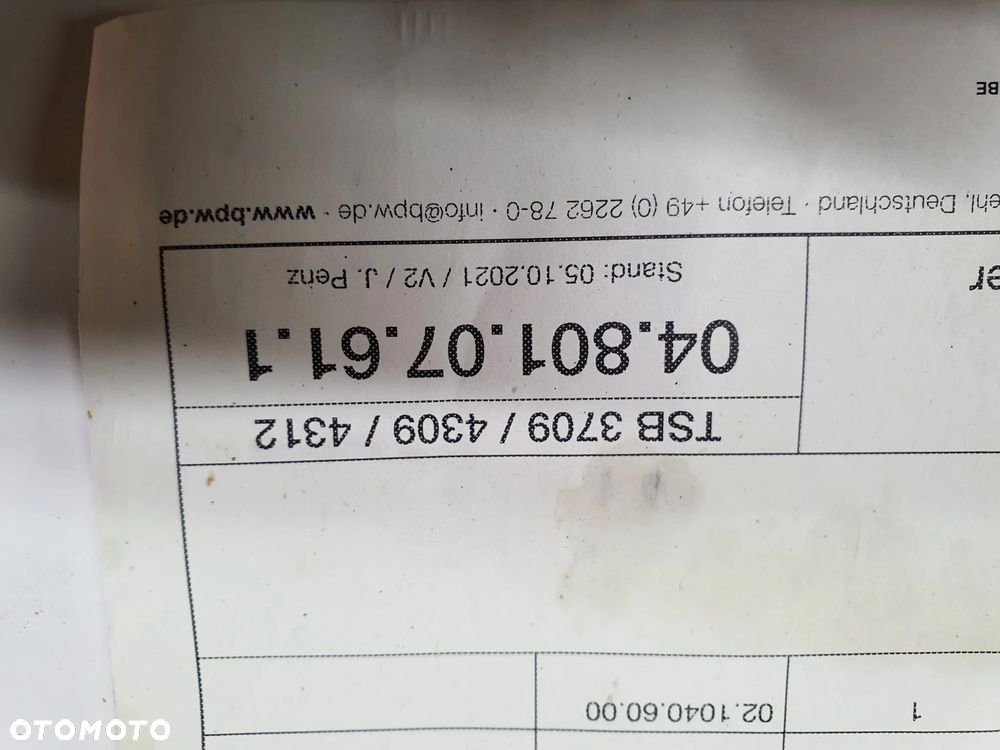 1 02.1040.60.00
TSB 3709 / 4309 / 4312
04.801.07.61.1
er
Stand: 05.10.2021 / V2 / J. Penz
ehl, Deutschland · Telefon +49 (0) 2262 78-0 · info@bpw.de · www.bpw.de
BE
OTOMOTO